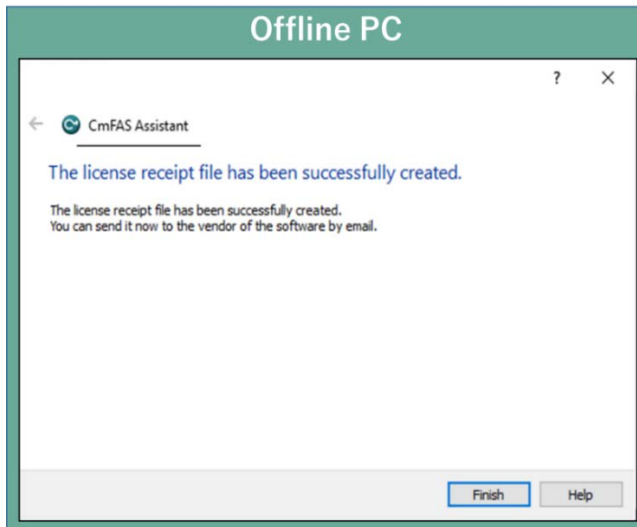 Offline PC
? ×
← CmFAS Assistant
The license receipt file has been successfully created.
The license receipt file has been successfully created.
You can send it now to the vendor of the software by email.
Finish Help